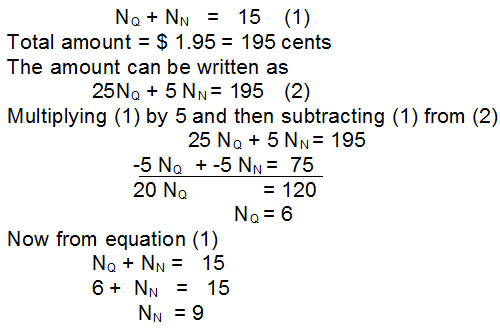 N_Q + N_N = 15 (1)
Total amount = $ 1.95 = 195 cents
The amount can be written as
25N_Q + 5 N_N = 195 (2)
Multiplying (1) by 5 and then subtracting (1) from (2)
25 N_Q + 5 N_N = 195
-5 N_Q + -5 N_N = 75
20 N_Q = 120
N_Q = 6
Now from equation (1)
N_Q + N_N = 15
6 + N_N = 15
N_N = 9